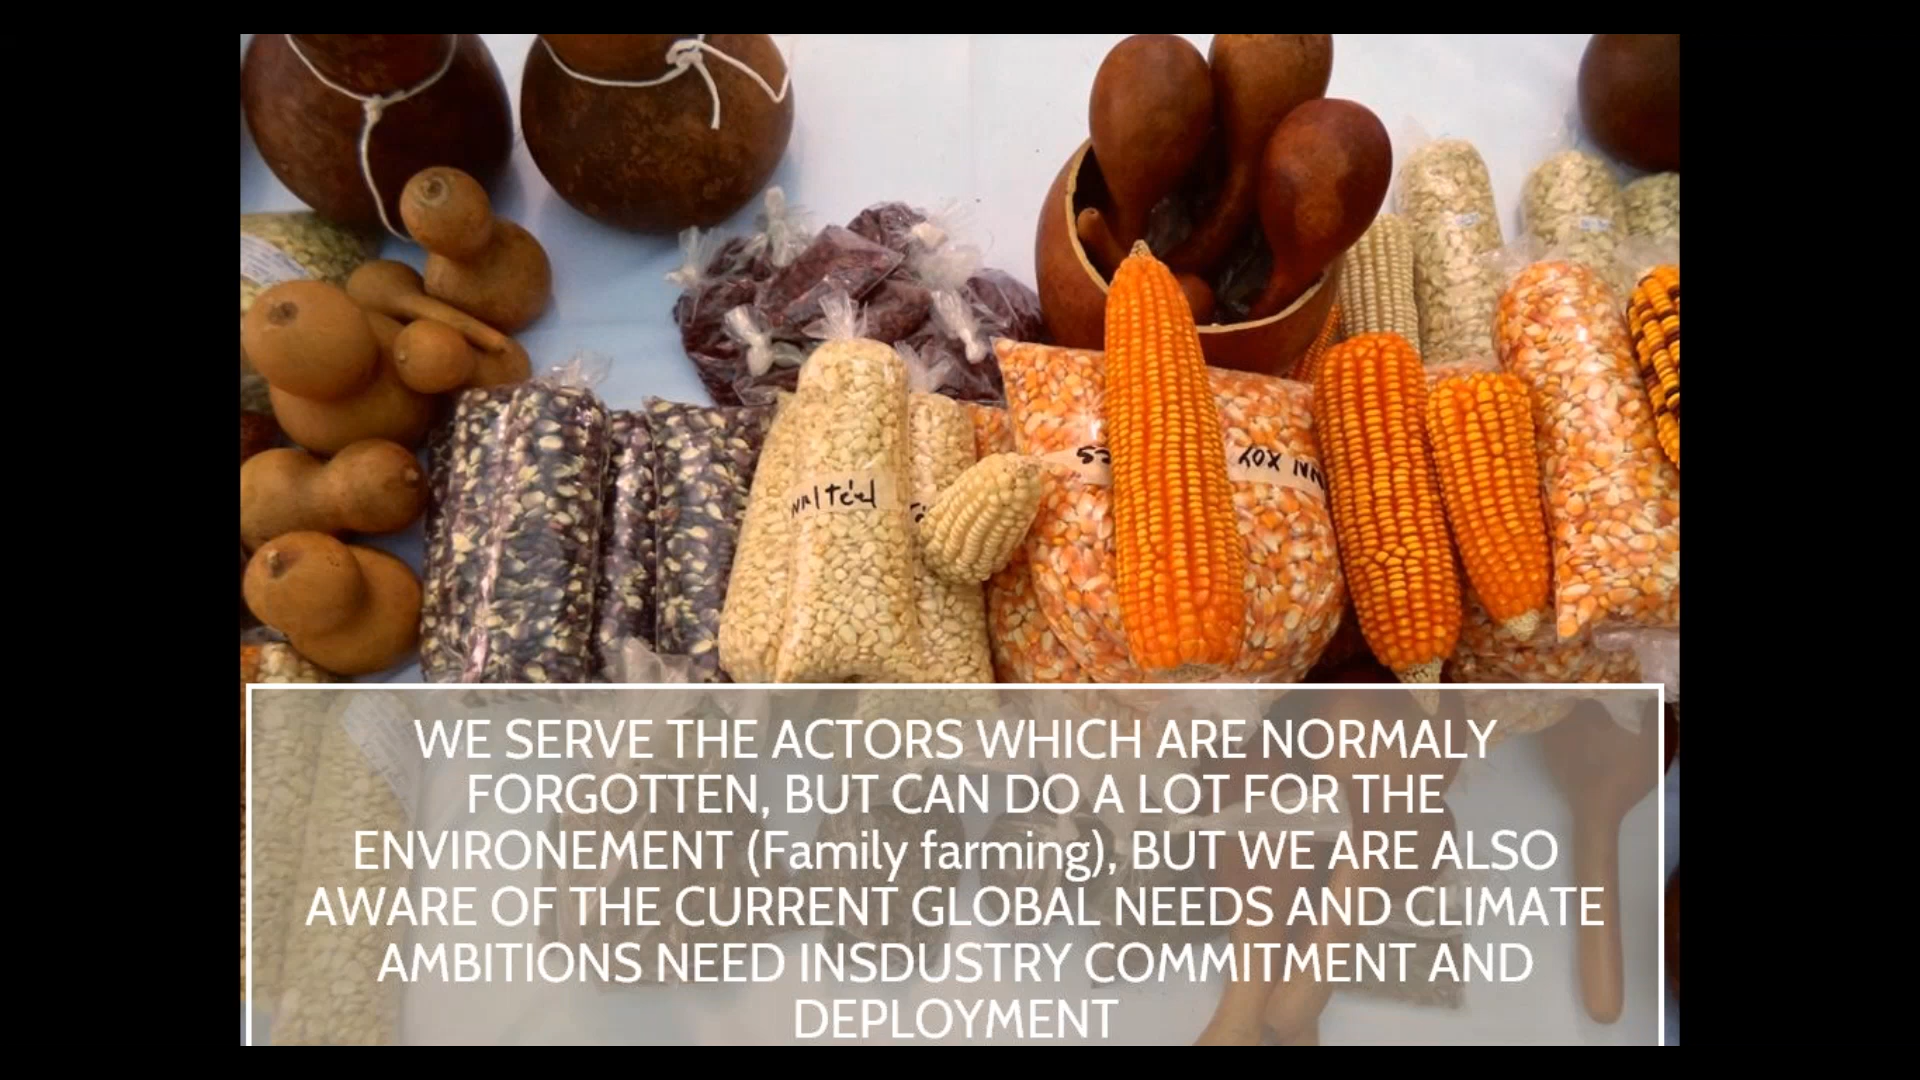 WE SERVE THE ACTORS WHICH ARE NORMALY
FORGOTTEN, BUT CAN DO A LOT FOR THE
ENVIRONEMENT (Family farming), BUT WE ARE ALSO
AWARE OF THE CURRENT GLOBAL NEEDS AND CLIMATE
AMBITIONS NEED INSDUSTRY COMMITMENT AND
DEPLOYMENT